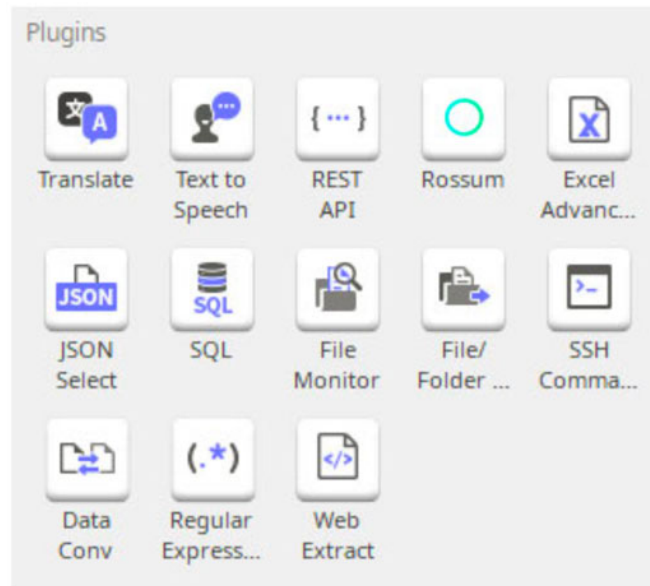 Plugins
文
A
{ ··· }
X
Translate
Text to
Speech
REST
API
Rossum
Excel
Advanc...
JSON
SQL
>_
JSON
Select
SQL
File
Monitor
File/
Folder ...
SSH
Comma...
(.*)
</>
Data
Conv
Regular
Express...
Web
Extract